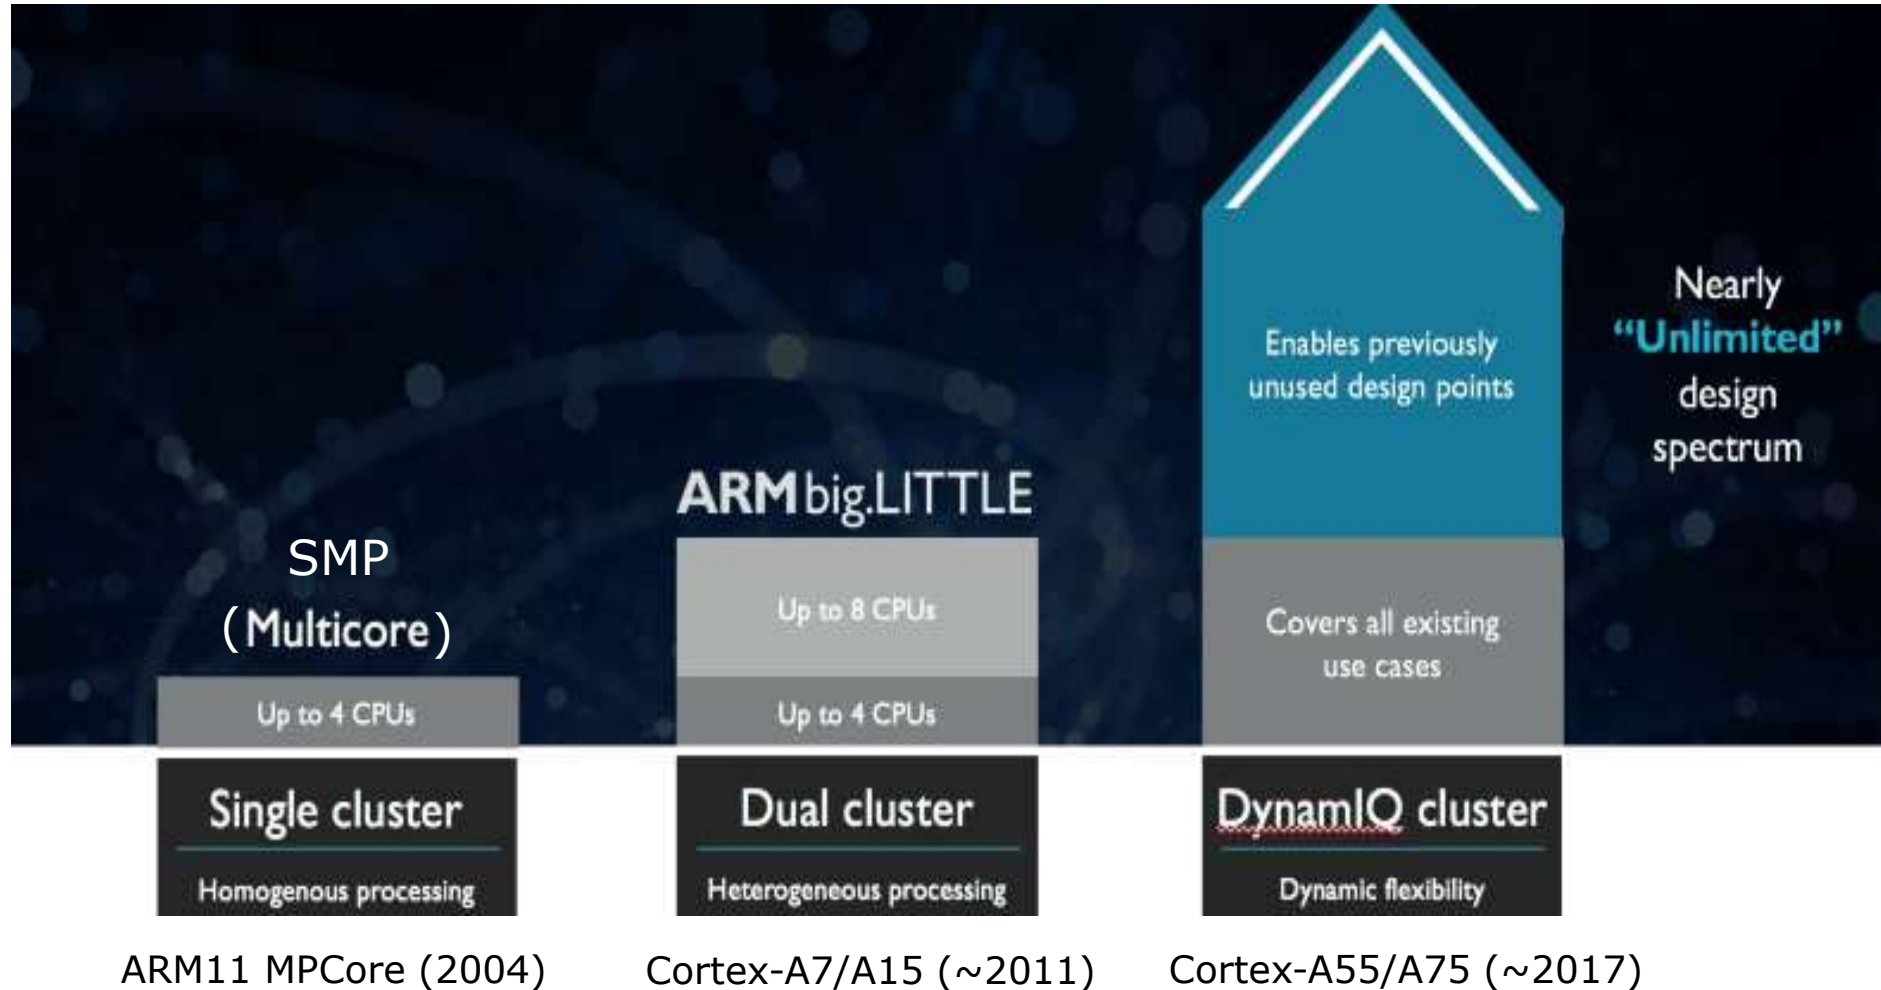 SMP
(Multicore)
Up to 4 CPUs
Single cluster
Homogenous processing
ARM11 MPCore (2004)
ARM big.LITTLE
Up to 8 CPUs
Up to 4 CPUs
Dual cluster
Heterogeneous processing
Cortex-A7/A15 (~2011)
Enables previously
unused design points
Covers all existing
use cases
DynamIQ cluster
Dynamic flexibility
Cortex-A55/A75 (~2017)
Nearly
“Unlimited”
design
spectrum